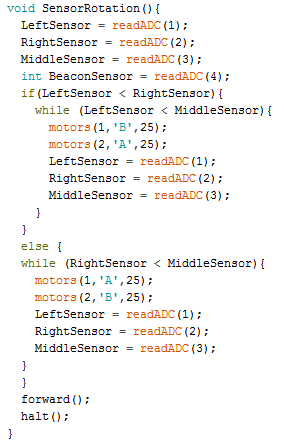 void SensorRotation(){
  LeftSensor = readADC(1);
  RightSensor = readADC(2);
  MiddleSensor = readADC(3);
  int BeaconSensor = readADC(4);
  if(LeftSensor < RightSensor){
    while (LeftSensor < MiddleSensor){
      motors(1,'B',25);
      motors(2,'A',25);
      LeftSensor = readADC(1);
      RightSensor = readADC(2);
      MiddleSensor = readADC(3);
    }
  }
  else {
  while (RightSensor < MiddleSensor){
    motors(1,'A',25);
    motors(2,'B',25);
    LeftSensor = readADC(1);
    RightSensor = readADC(2);
    MiddleSensor = readADC(3);
  }
  }
  forward();
  halt();
}